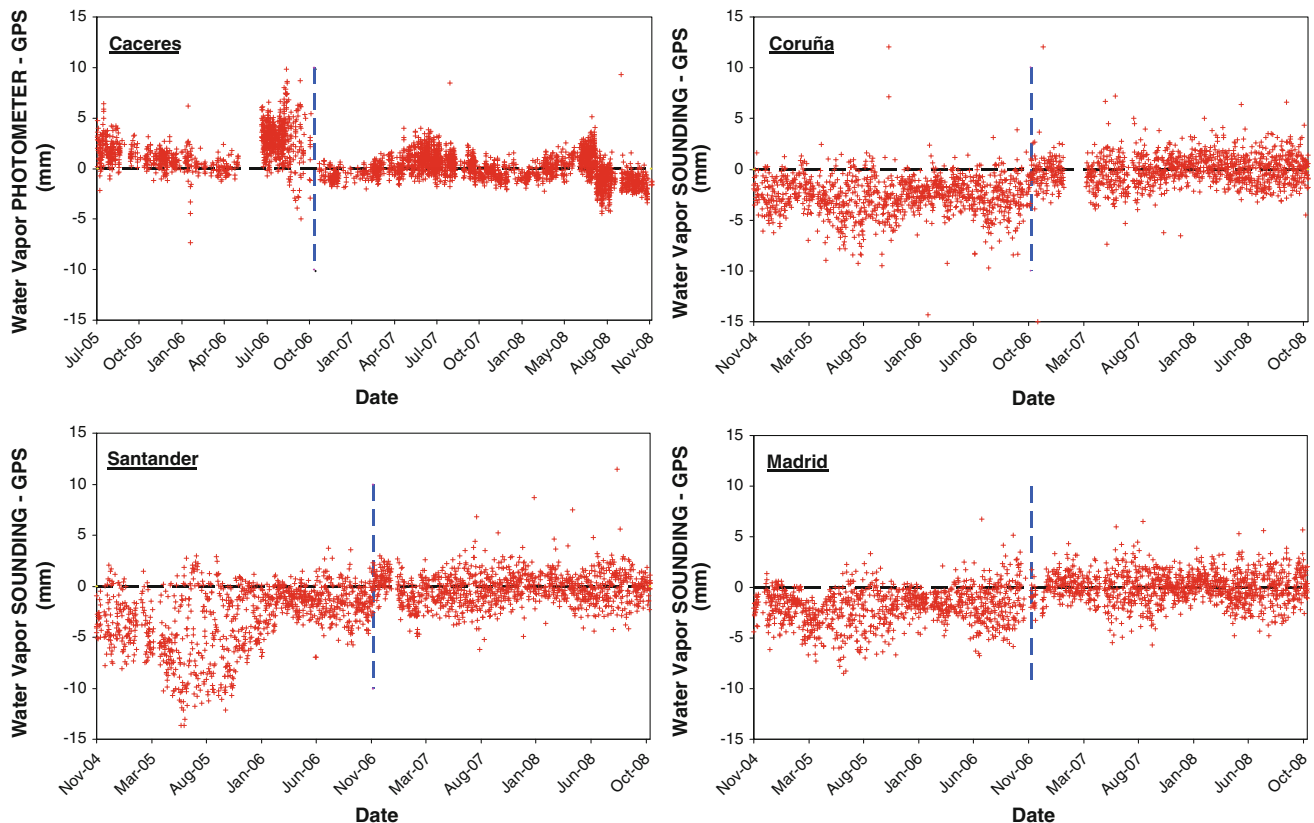 Caceres
Water Vapor PHOTOMETER - GPS
(mm)
15
10
5
0
-5
-10
-15
Jul-05
Oct-05
Jan-06
Apr-06
Jul-06
Oct-06
Jan-07
Apr-07
Jul-07
Oct-07
Jan-08
May-08
Aug-08
Nov-08
Date
Coruña
Water Vapor SOUNDING - GPS
(mm)
15
10
5
0
-5
-10
-15
Nov-04
Mar-05
Aug-05
Jan-06
Jun-06
Oct-06
Mar-07
Aug-07
Jan-08
Jun-08
Oct-08
Date
Santander
Water Vapor SOUNDING - GPS
(mm)
15
10
5
0
-5
-10
-15
Nov-04
Mar-05
Aug-05
Jan-06
Jun-06
Nov-06
Mar-07
Aug-07
Jan-08
Jun-08
Oct-08
Date
Madrid
Water Vapor SOUNDING - GPS
(mm)
15
10
5
0
-5
-10
-15
Nov-04
Mar-05
Aug-05
Jan-06
Jun-06
Nov-06
Mar-07
Aug-07
Jan-08
Jun-08
Oct-08
Date